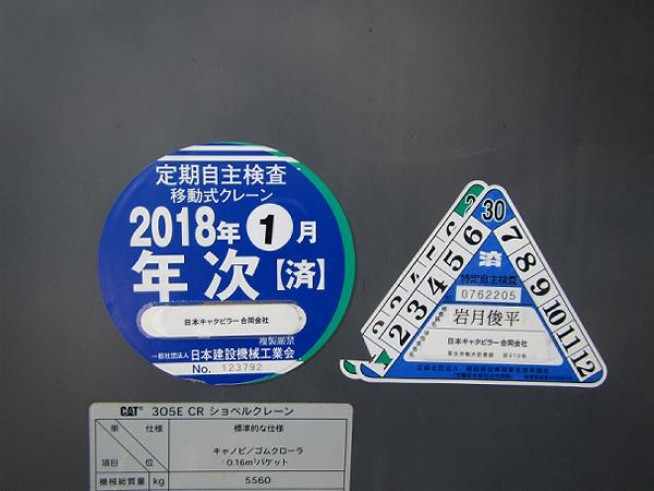 定期自主検査
移動式クレーン
2018年 1月
年次【済】
日本キャタピラー合同会社
複製厳禁
一般社団法人 日本建設機械工業会
No. 123792
30
済
特定自主検査
0762205
岩月俊平
日本キャタピラー合同会社
1 2 3 4 5 6
7 8 9 10 11 12
CAT 305E CR ショベルクレーン
単位
仕様
標準的な仕様
項目
キャノピ/ゴムクローラ
0.16m³バケット
機械総質量 kg 5560